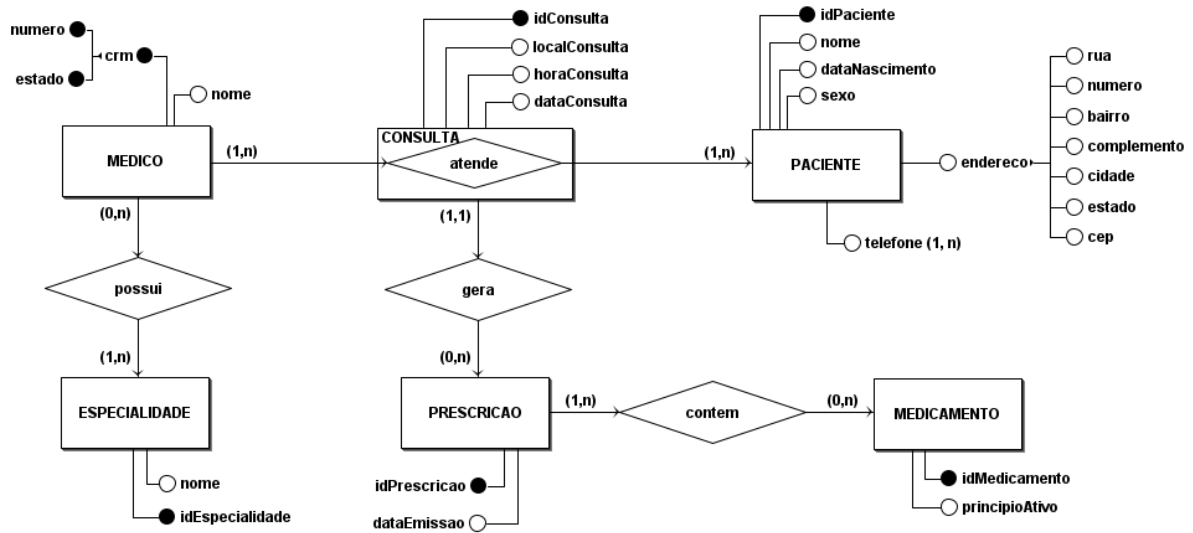 numero
crm
estado
nome
MEDICO
(1,n)
idConsulta
localConsulta
horaConsulta
dataConsulta
CONSULTA
atende
(1,n)
idPaciente
nome
dataNascimento
sexo
PACIENTE
endereco
rua
numero
bairro
complemento
cidade
estado
cep
telefone (1, n)
(0,n)
possui
(1,n)
ESPECIALIDADE
nome
idEspecialidade
(1,1)
gera
(0,n)
PRESCRICAO
idPrescricao
dataEmissao
(1,n)
contem
(0,n)
MEDICAMENTO
idMedicamento
principioAtivo